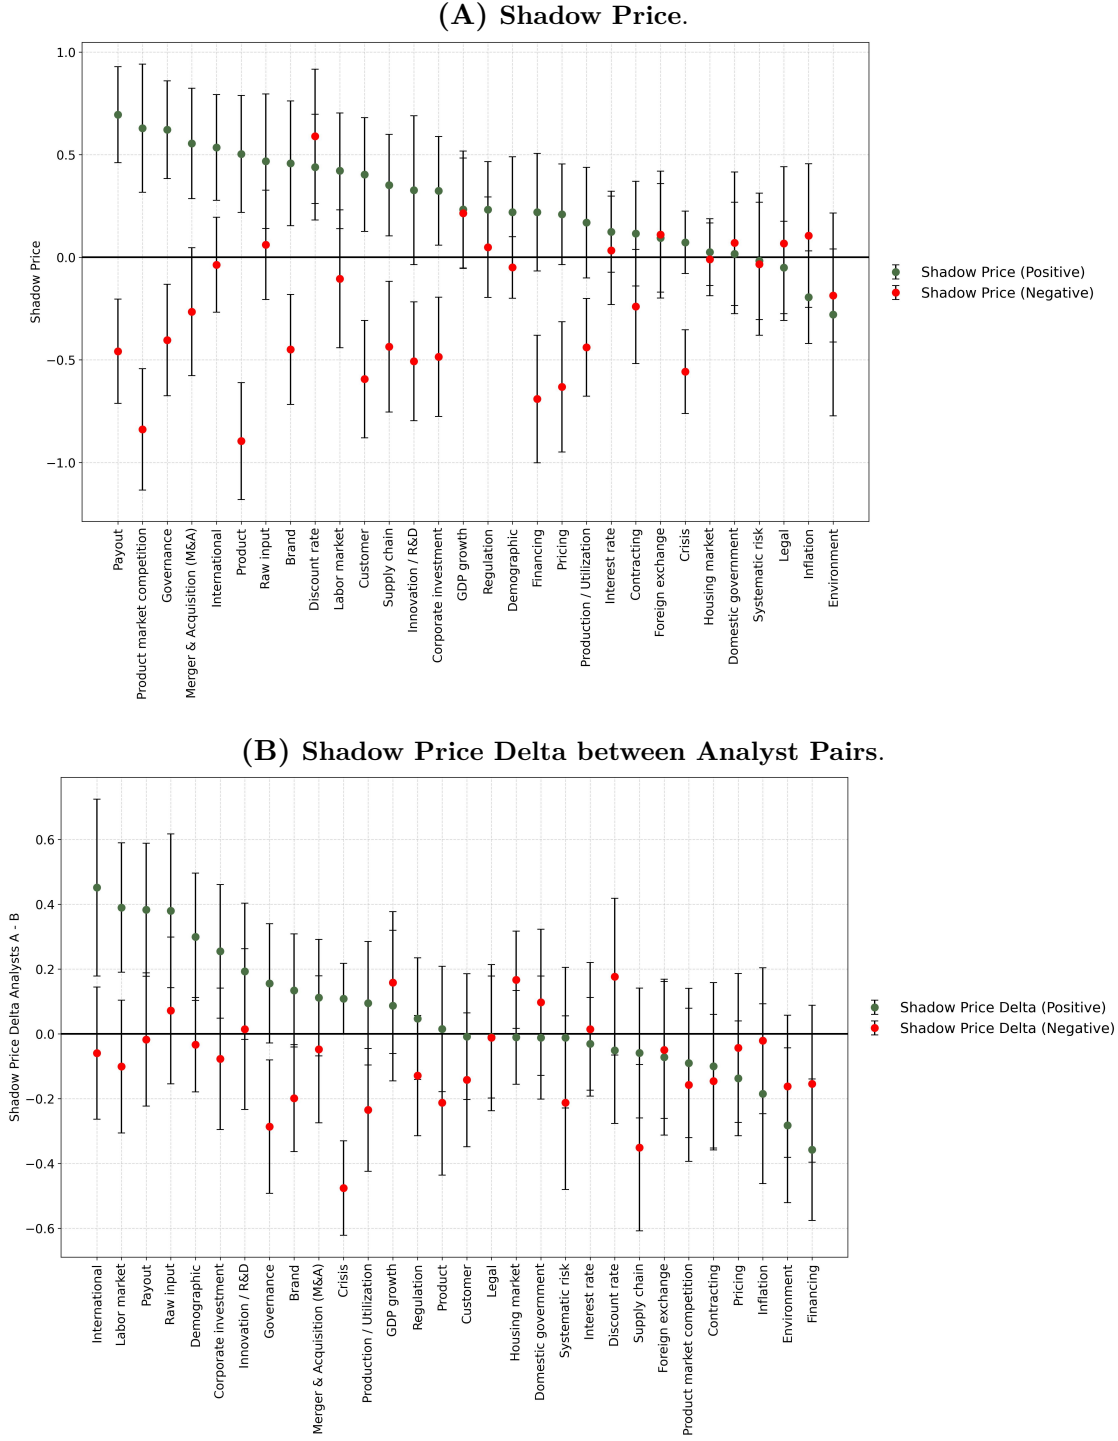 (A) Shadow Price.
1.0
0.5
0.0
−0.5
−1.0
Shadow Price
Shadow Price (Positive)
Shadow Price (Negative)
Payout
Product market competition
Governance
Merger & Acquisition (M&A)
International
Product
Raw input
Brand
Discount rate
Labor market
Customer
Supply chain
Innovation / R&D
Corporate investment
GDP growth
Regulation
Demographic
Financing
Pricing
Production / Utilization
Interest rate
Contracting
Foreign exchange
Crisis
Housing market
Domestic government
Systematic risk
Legal
Inflation
Environment
(B) Shadow Price Delta between Analyst Pairs.
0.6
0.4
0.2
0.0
−0.2
−0.4
−0.6
Shadow Price Delta Analysts A - B
Shadow Price Delta (Positive)
Shadow Price Delta (Negative)
International
Labor market
Payout
Raw input
Demographic
Corporate investment
Innovation / R&D
Governance
Brand
Merger & Acquisition (M&A)
Crisis
Production / Utilization
GDP growth
Regulation
Product
Customer
Legal
Housing market
Domestic government
Systematic risk
Interest rate
Discount rate
Supply chain
Foreign exchange
Product market competition
Contracting
Pricing
Inflation
Environment
Financing